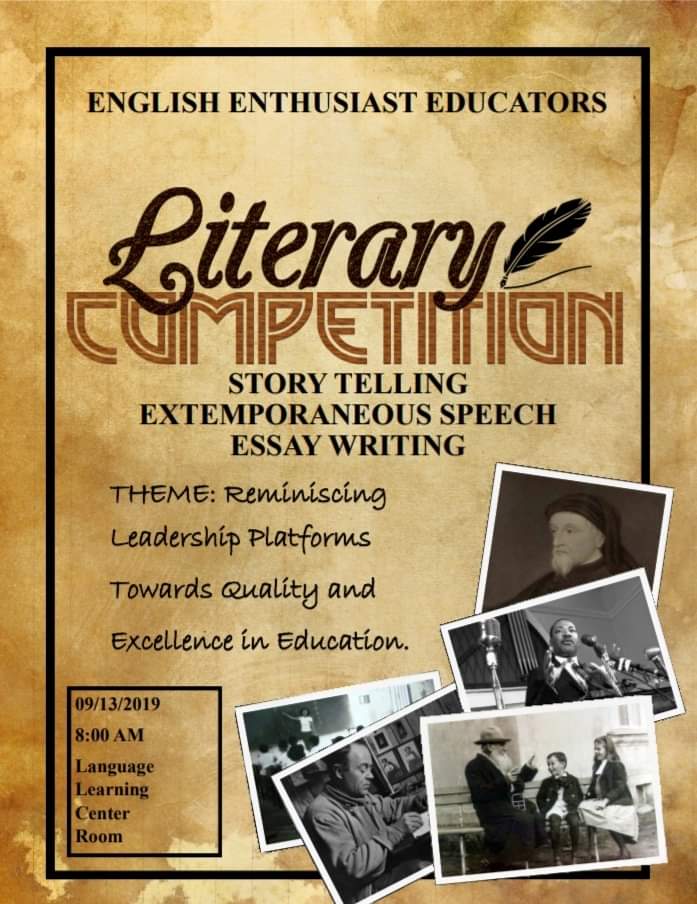 ENGLISH ENTHUSIAST EDUCATORS
Literary
COMPETITION
STORY TELLING
EXTEMPORANEOUS SPEECH
ESSAY WRITING
THEME: Reminiscing
Leadership Platforms
Towards Quality and
Excellence in Education.
09/13/2019
8:00 AM
Language
Learning
Center
Room